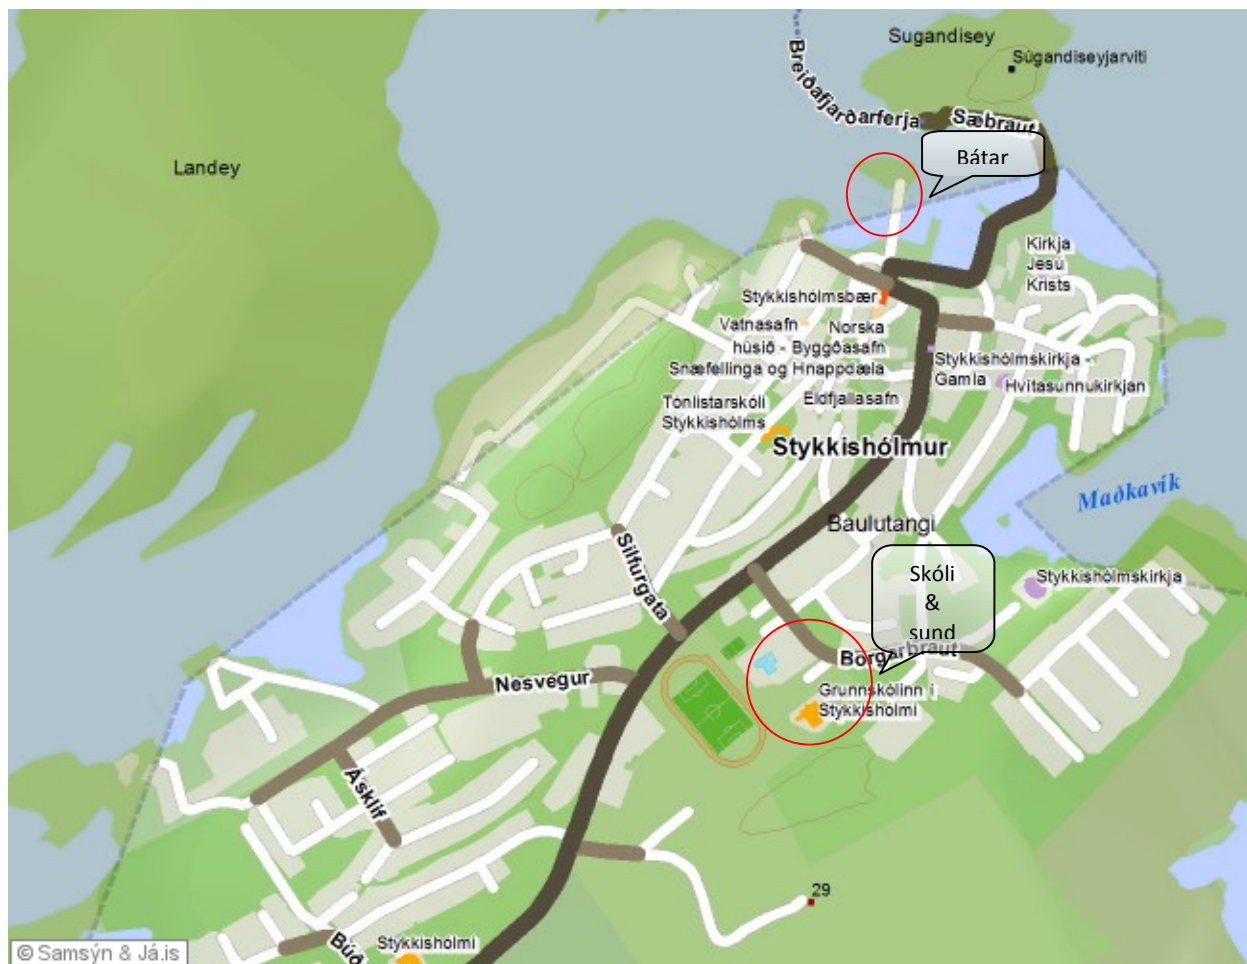 Sugandisey
Súgandiseyjarviti
Breiðafjarðarferja
Sæbraut
Bátar
Landey
Kirkja
Jesú
Krists
Stykkishólmsbær
Vatnasafn
Norska
húsið - Byggðasafn
Snæfellinga og Hnappdæla
Stykkishólmskirkja -
Gamla
Hvítasunnukirkjan
Eldfjallasafn
Tónlistarskóli
Stykkishólms
Stykkishólmur
Maðkavík
Baulutangi
Silfurgata
Skóli
&
sund
Stykkishólmskirkja
Borgarbraut
Nesvegur
Grunnskólinn í
Stykkishólmi
Ásklif
29
Búð
Stykkishólmi
© Samsýn & Já.is